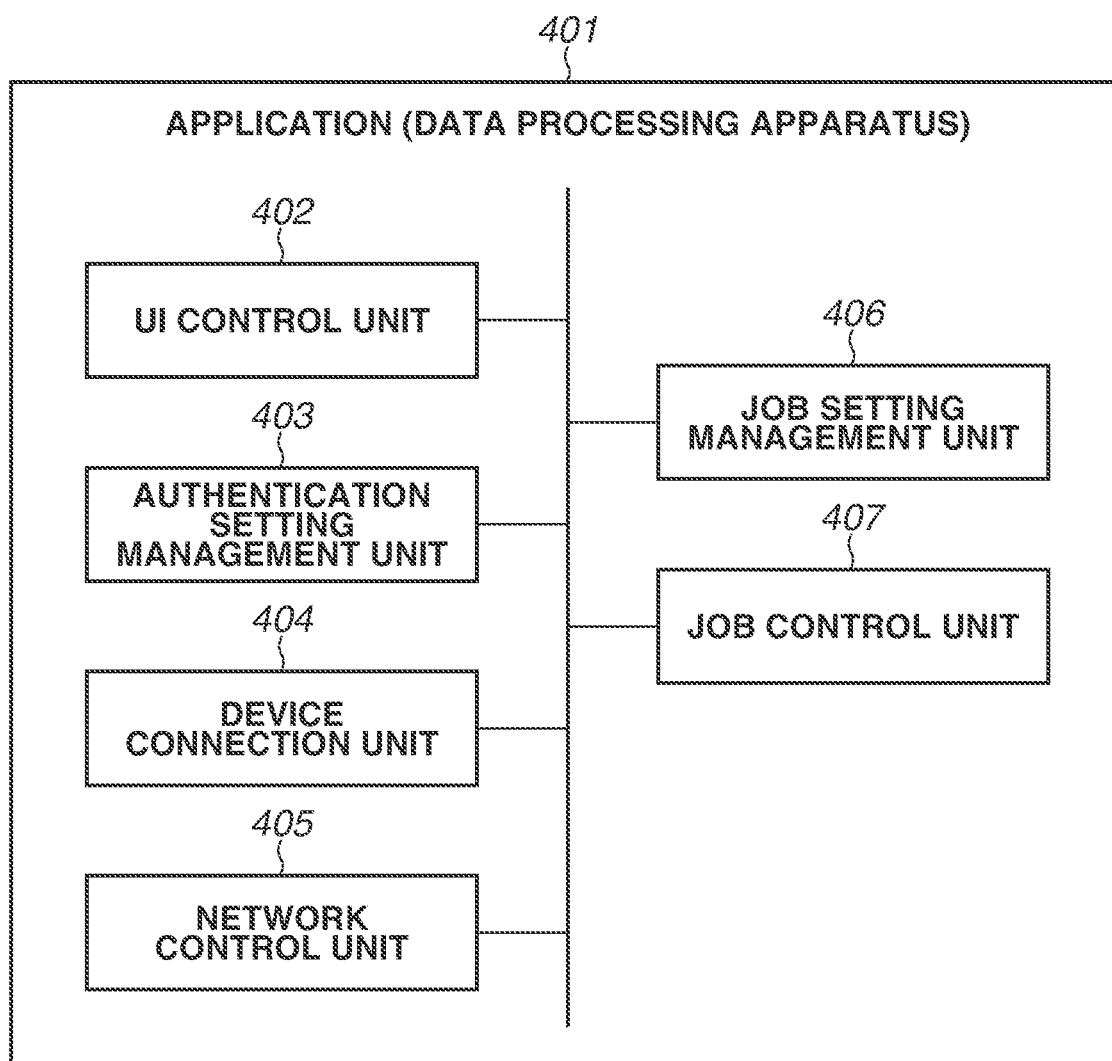 401
APPLICATION (DATA PROCESSING APPARATUS)
402
UI CONTROL UNIT
403
AUTHENTICATION
SETTING
MANAGEMENT UNIT
404
DEVICE
CONNECTION UNIT
405
NETWORK
CONTROL UNIT
406
JOB SETTING
MANAGEMENT UNIT
407
JOB CONTROL UNIT